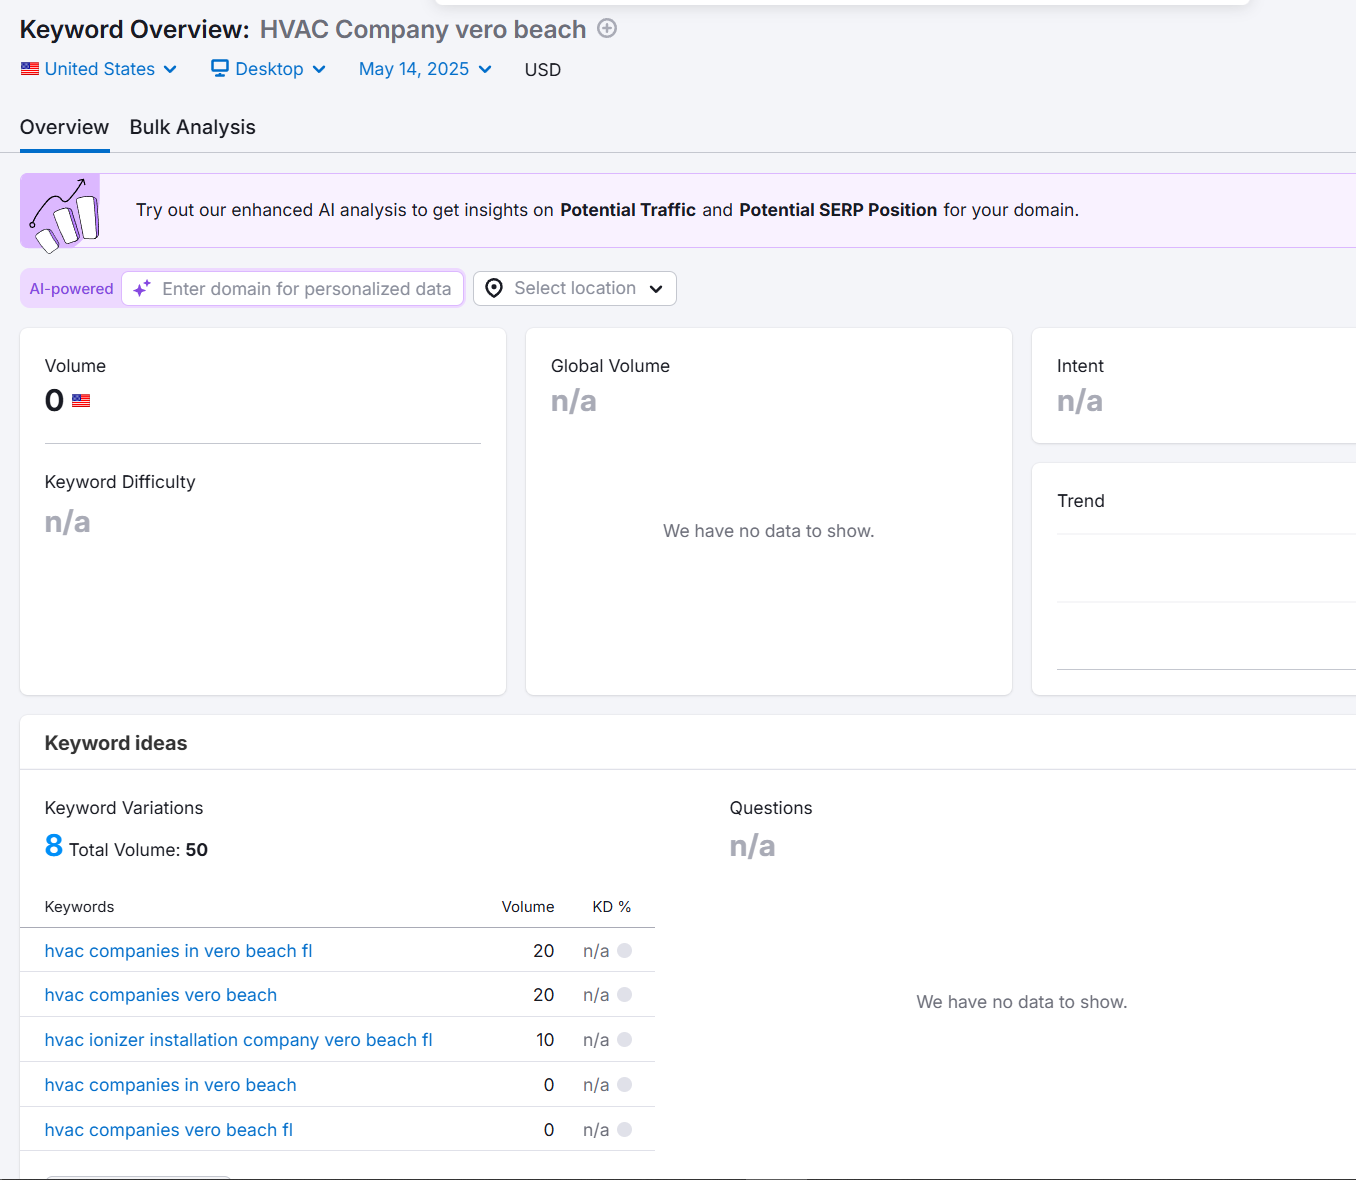 Keyword Overview: HVAC Company vero beach
United States Desktop May 14, 2025 USD
Overview Bulk Analysis
Try out our enhanced AI analysis to get insights on Potential Traffic and Potential SERP Position for your domain.
AI-powered Enter domain for personalized data Select location
Volume
0
Keyword Difficulty
n/a
Global Volume
n/a
We have no data to show.
Intent
n/a
Trend
Keyword ideas
Keyword Variations
8 Total Volume: 50
Keywords Volume KD %
hvac companies in vero beach fl 20 n/a
hvac companies vero beach 20 n/a
hvac ionizer installation company vero beach fl 10 n/a
hvac companies in vero beach 0 n/a
hvac companies vero beach fl 0 n/a
Questions
n/a
We have no data to show.